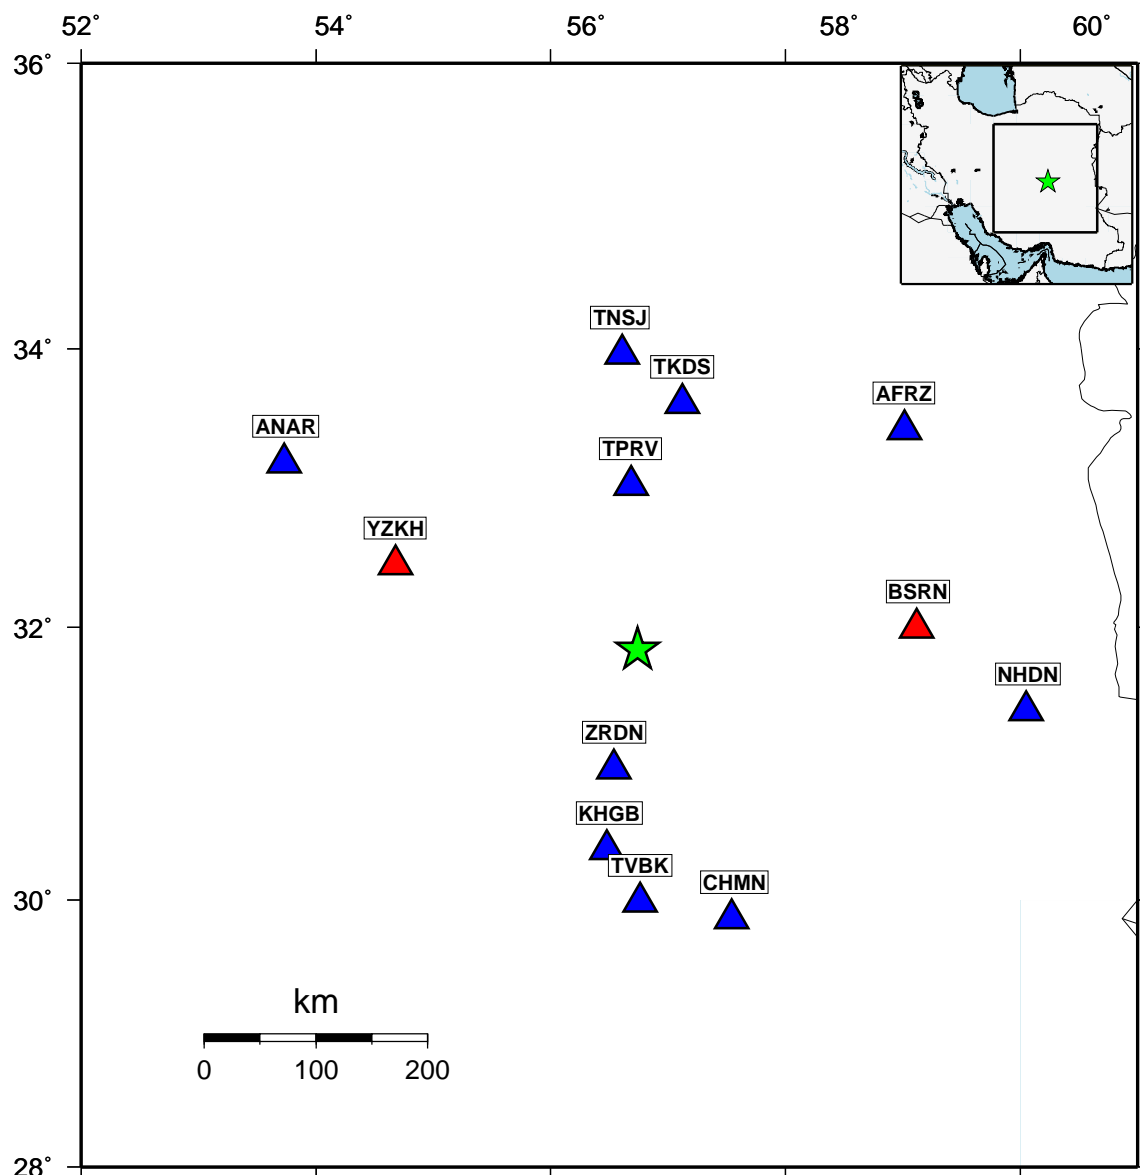 52˚ 54˚ 56˚ 58˚ 60˚
36˚
TNSJ
34˚
TKDS
AFRZ
ANAR
TPRV
YZKH
BSRN
32˚
NHDN
ZRDN
KHGB
TVBK
CHMN
30˚
km
0 100 200
28˚